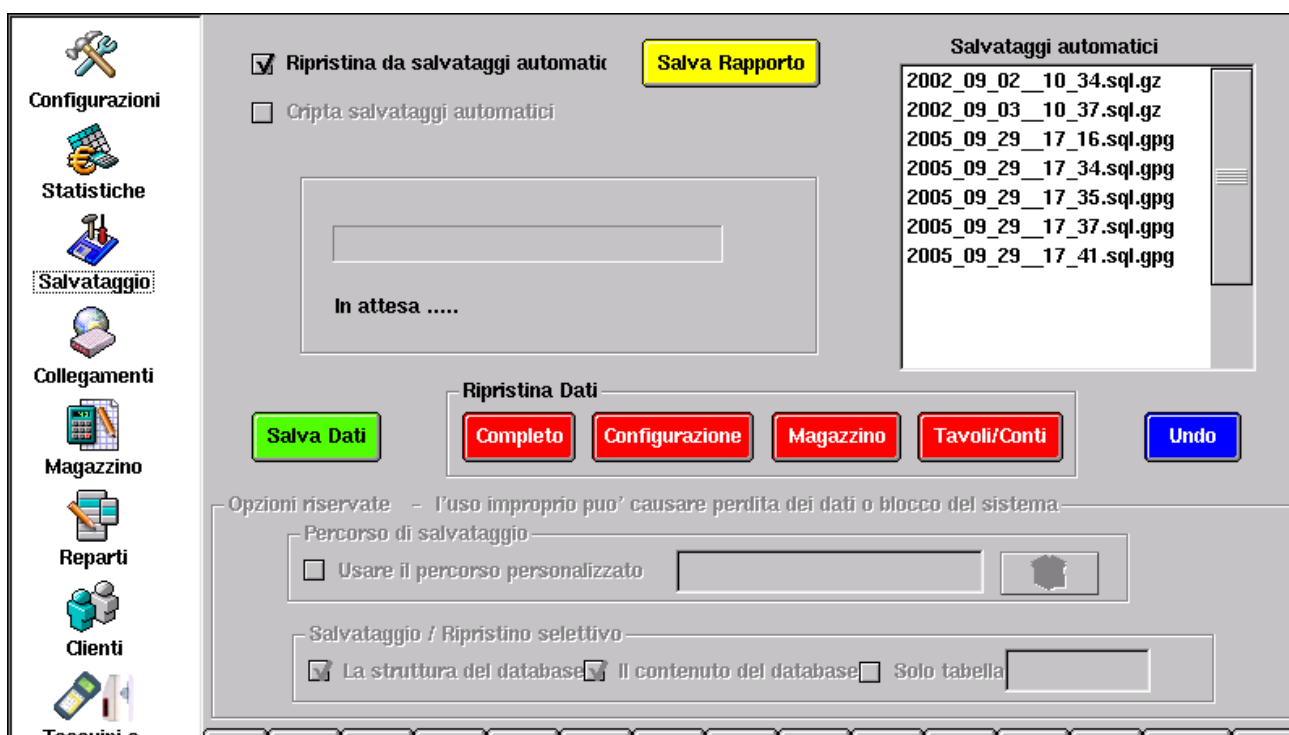 Configurazioni
Statistiche
Salvataggio
Collegamenti
Magazzino
Reparti
Clienti
Ripristina da salvataggi automatic
Salva Rapporto
Cripta salvataggi automatici
Salvataggi automatici
2002_09_02__10_34.sql.gz
2002_09_03__10_37.sql.gz
2005_09_29__17_16.sql.gpg
2005_09_29__17_34.sql.gpg
2005_09_29__17_35.sql.gpg
2005_09_29__17_37.sql.gpg
2005_09_29__17_41.sql.gpg
In attesa .....
Salva Dati
Ripristina Dati
Completo
Configurazione
Magazzino
Tavoli/Conti
Undo
Opzioni riservate - l'uso improprio puo' causare perdita dei dati o blocco del sistema
Percorso di salvataggio
Usare il percorso personalizzato
Salvataggio / Ripristino selettivo
La struttura del database
Il contenuto del database
Solo tabella